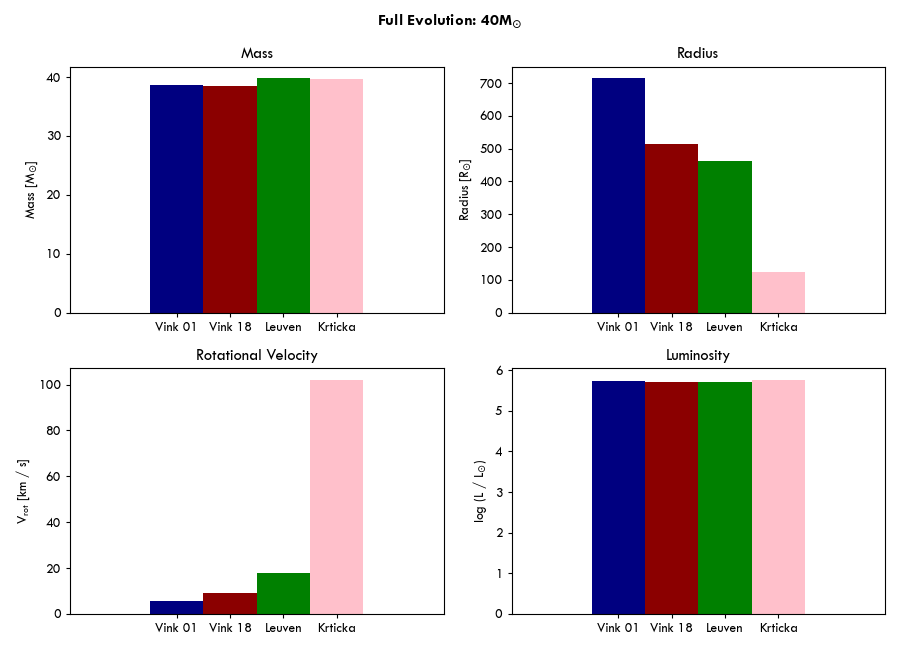 Full Evolution: 40M☉
Mass
Mass [M☉]
40
30
20
10
0
Vink 01 Vink 18 Leuven Krticka
Radius
Radius [R☉]
700
600
500
400
300
200
100
0
Vink 01 Vink 18 Leuven Krticka
Rotational Velocity
Vrot [km / s]
100
80
60
40
20
0
Vink 01 Vink 18 Leuven Krticka
Luminosity
log (L / L☉)
6
5
4
3
2
1
0
Vink 01 Vink 18 Leuven Krticka